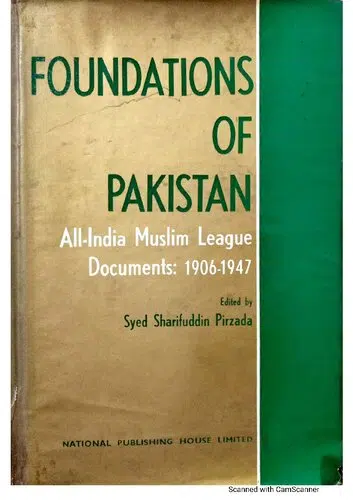 FOUNDATIONS
OF
PAKISTAN
All-India Muslim League
Documents: 1906-1947
Edited by
Syed Sharifuddin Pirzada
NATIONAL PUBLISHING HOUSE LIMITED
Scanned with CamScanner